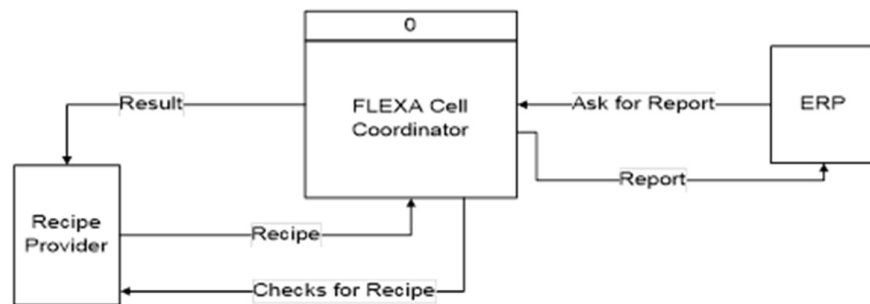 0
Result
FLEXA Cell
Coordinator
Ask for Report
ERP
Report
Recipe
Provider
Recipe
Checks for Recipe